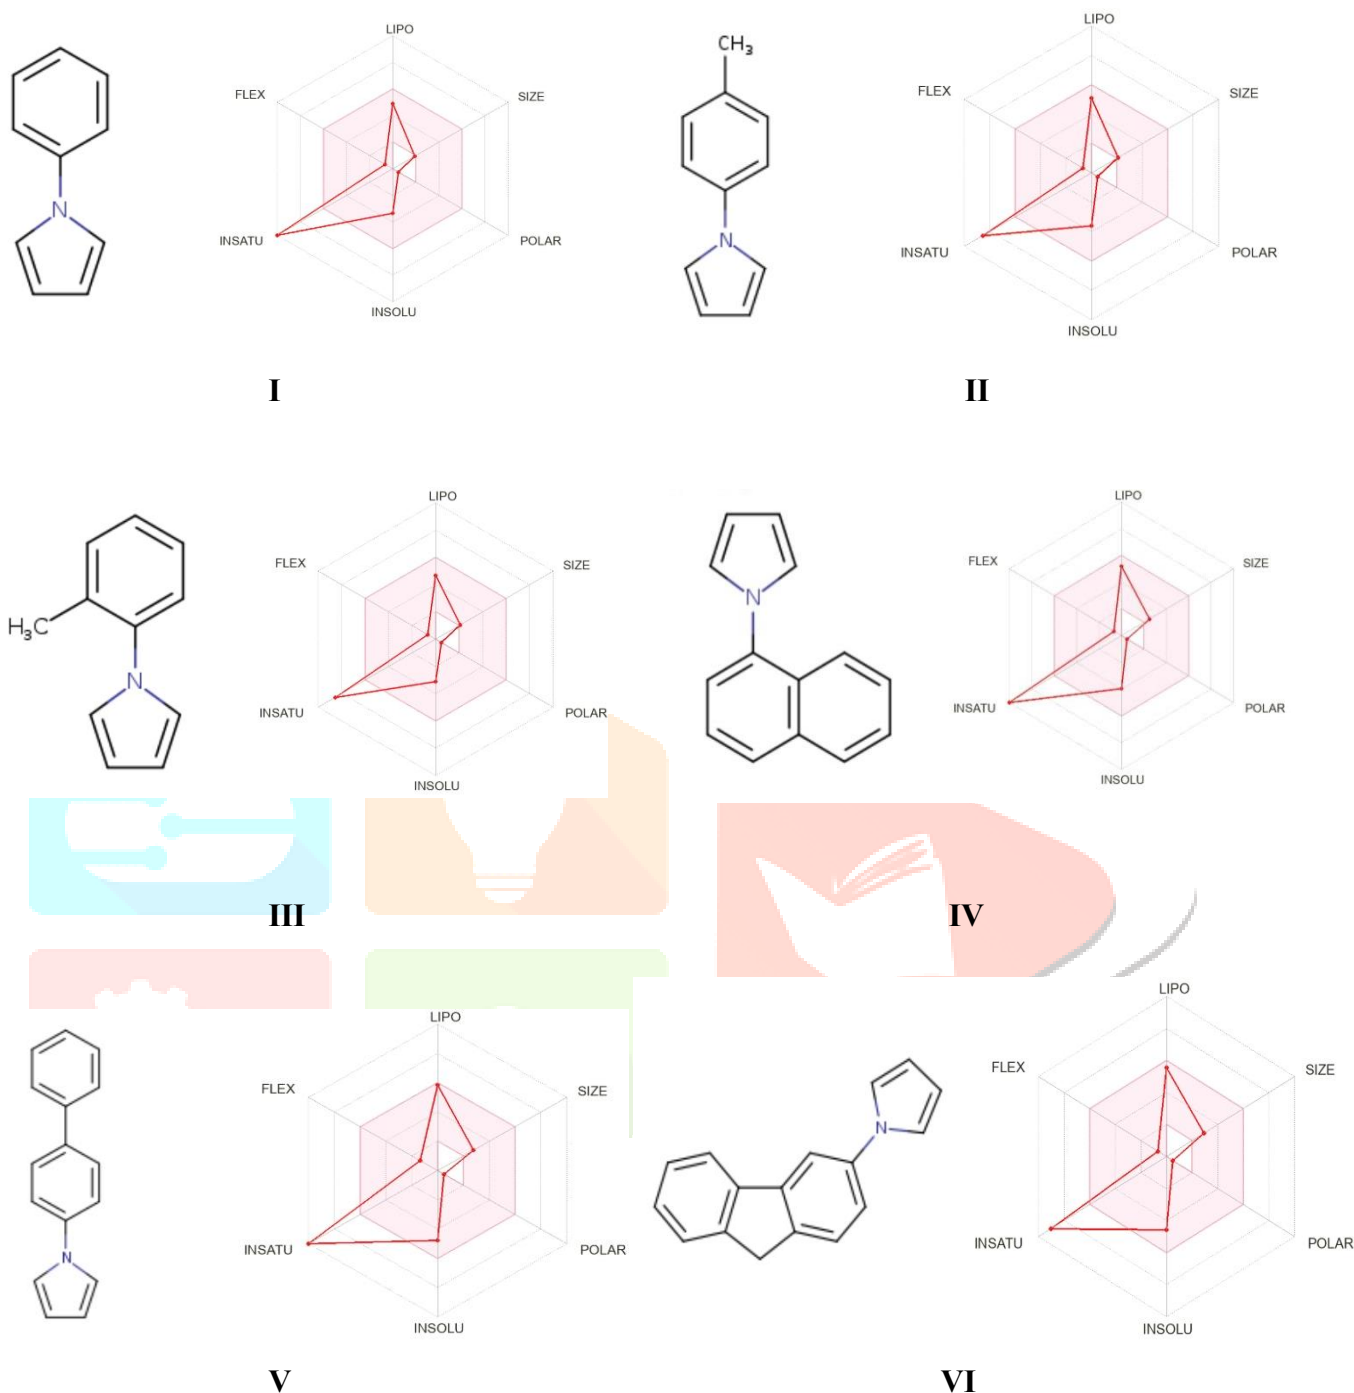 LIPO
FLEX
SIZE
N
INSATU
POLAR
INSOLU
I
CH₃
LIPO
FLEX
SIZE
N
INSATU
POLAR
INSOLU
II
LIPO
FLEX
SIZE
H₃C
N
INSATU
POLAR
INSOLU
III
LIPO
FLEX
SIZE
N
INSATU
POLAR
INSOLU
IV
LIPO
FLEX
SIZE
N
INSATU
POLAR
INSOLU
V
LIPO
FLEX
SIZE
N
INSATU
POLAR
INSOLU
VI